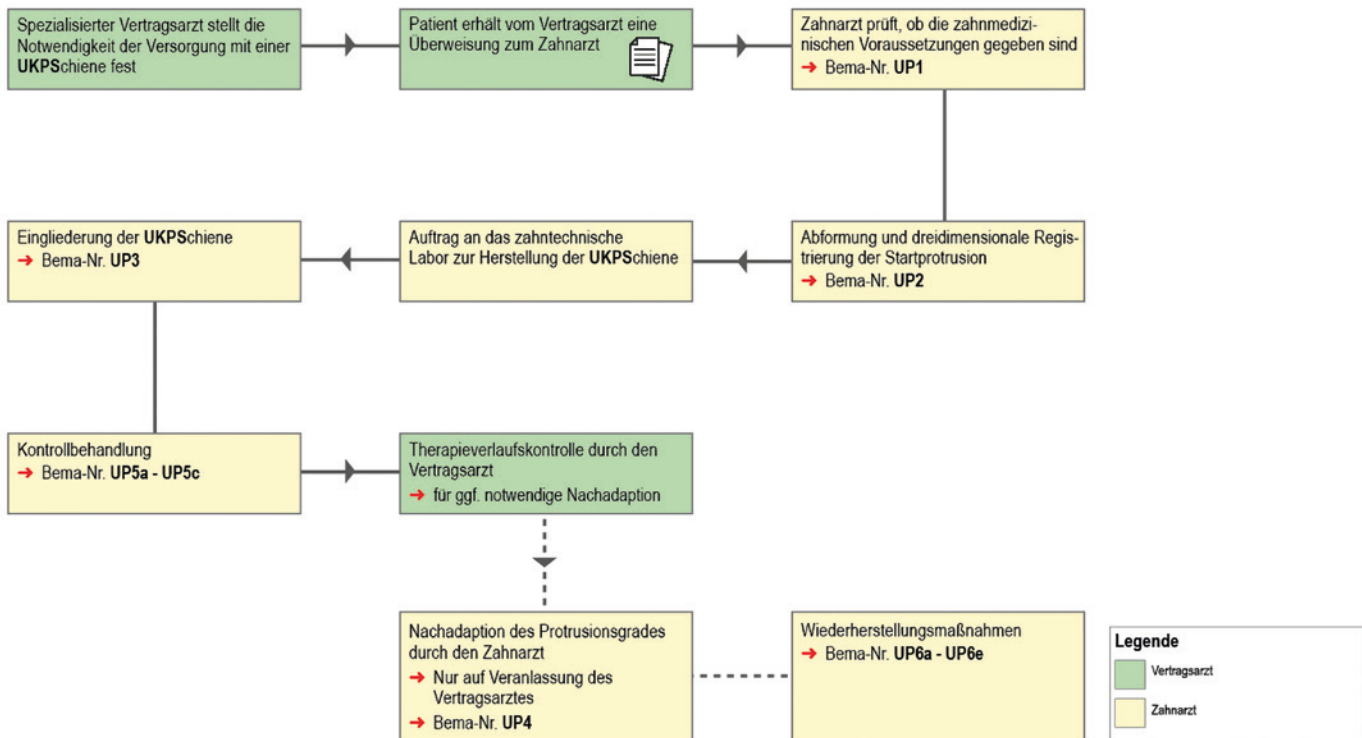 Spezialisierter Vertragsarzt stellt die
Notwendigkeit der Versorgung mit einer
UKPSchiene fest
Patient erhält vom Vertragsarzt eine
Überweisung zum Zahnarzt
Zahnarzt prüft, ob die zahnmedizi-
nischen Voraussetzungen gegeben sind
➔ Bema-Nr. UP1
Eingliederung der UKPSchiene
➔ Bema-Nr. UP3
Auftrag an das zahntechnische
Labor zur Herstellung der UKPSchiene
Abformung und dreidimensionale Regis-
trierung der Startprotrusion
➔ Bema-Nr. UP2
Kontrollbehandlung
➔ Bema-Nr. UP5a - UP5c
Therapieverlaufskontrolle durch den
Vertragsarzt
➔ für ggf. notwendige Nachadaption
Nachadaption des Protrusionsgrades
durch den Zahnarzt
➔ Nur auf Veranlassung des
Vertragsarztes
➔ Bema-Nr. UP4
Wiederherstellungsmaßnahmen
➔ Bema-Nr. UP6a - UP6e
Legende
Vertragsarzt
Zahnarzt